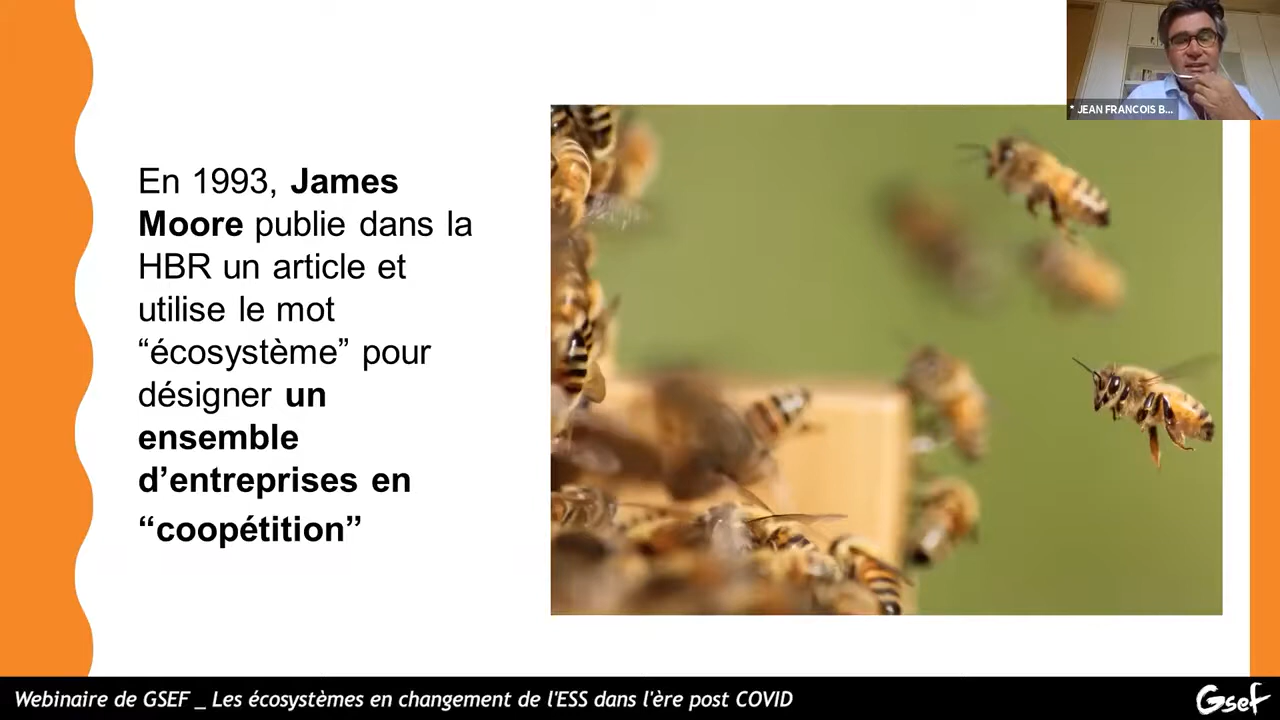 * JEAN FRANCOIS B...
En 1993, James
Moore publie dans la
HBR un article et
utilise le mot
“écosystème” pour
désigner un
ensemble
d’entreprises en
“coopétition”
Webinaire de GSEF _ Les écosystèmes en changement de l'ESS dans l'ère post COVID
Gsef